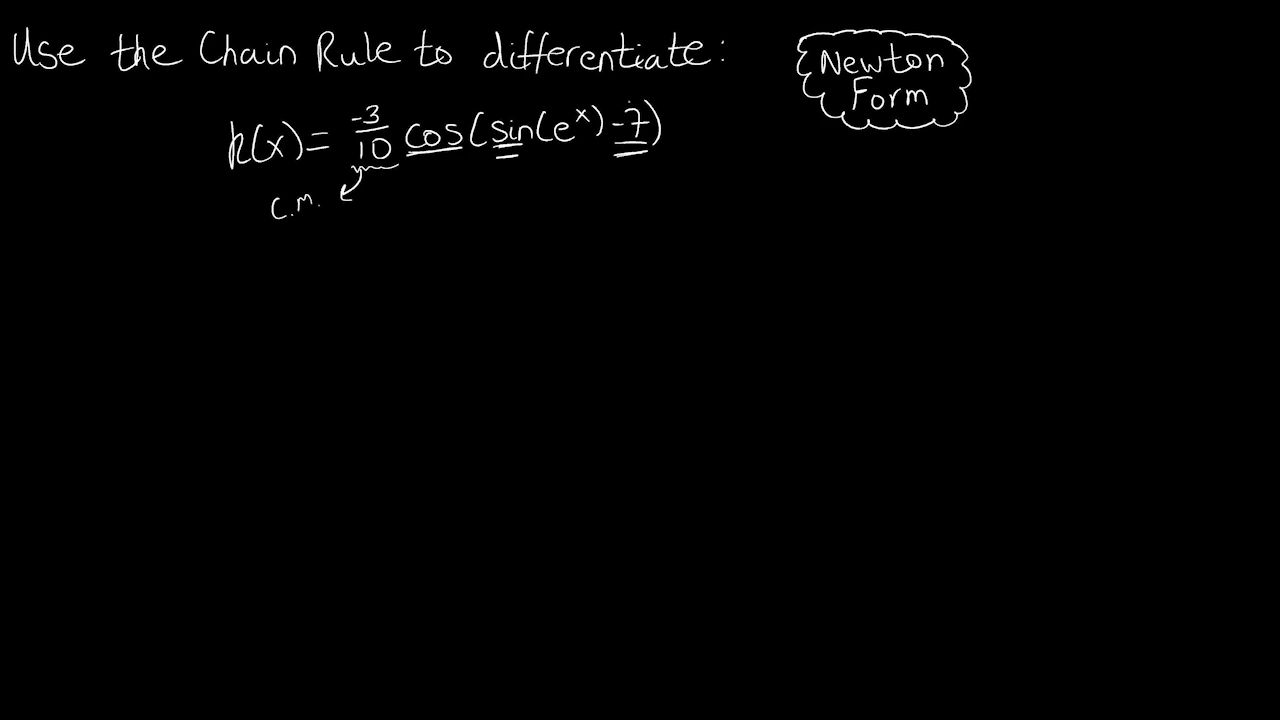 Use the Chain Rule to differentiate:
Newton
Form
k(x) = -3/10 cos(sin(e^x) - 7)
C.M.